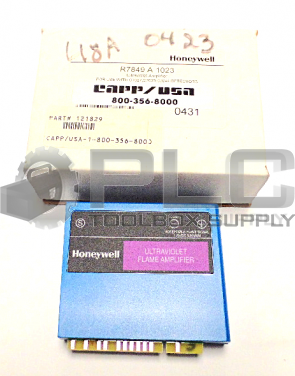 118A 0423
Honeywell
R7849 A 1023
CAPP/USA
800-356-8000
0431
PART# 121829
CAPP/USA-1-800-356-8000
PLC
TOOLBOX SUPPLY
Honeywell
ULTRAVIOLET
FLAME AMPLIFIER